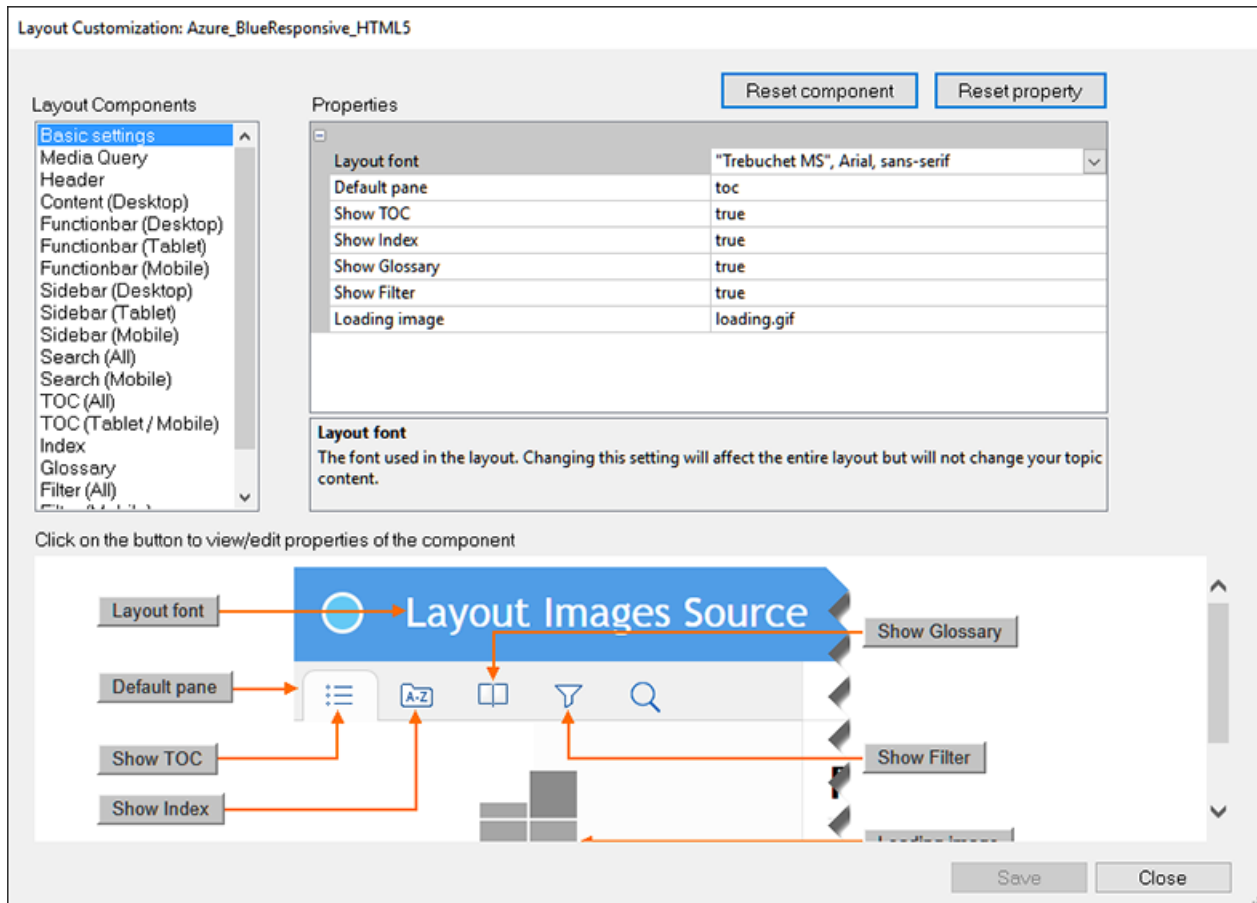 Layout Customization: Azure_BlueResponsive_HTML5
Reset component
Reset property
Layout Components
Properties
Basic settings
Media Query
Header
Content (Desktop)
Functionbar (Desktop)
Functionbar (Tablet)
Functionbar (Mobile)
Sidebar (Desktop)
Sidebar (Tablet)
Sidebar (Mobile)
Search (All)
Search (Mobile)
TOC (All)
TOC (Tablet / Mobile)
Index
Glossary
Filter (All)
Layout font "Trebuchet MS", Arial, sans-serif
Default pane toc
Show TOC true
Show Index true
Show Glossary true
Show Filter true
Loading image loading.gif
Layout font
The font used in the layout. Changing this setting will affect the entire layout but will not change your topic
content.
Click on the button to view/edit properties of the component
Layout font
Layout Images Source
Show Glossary
Default pane
A-Z
Show TOC
Show Filter
Show Index
Save
Close